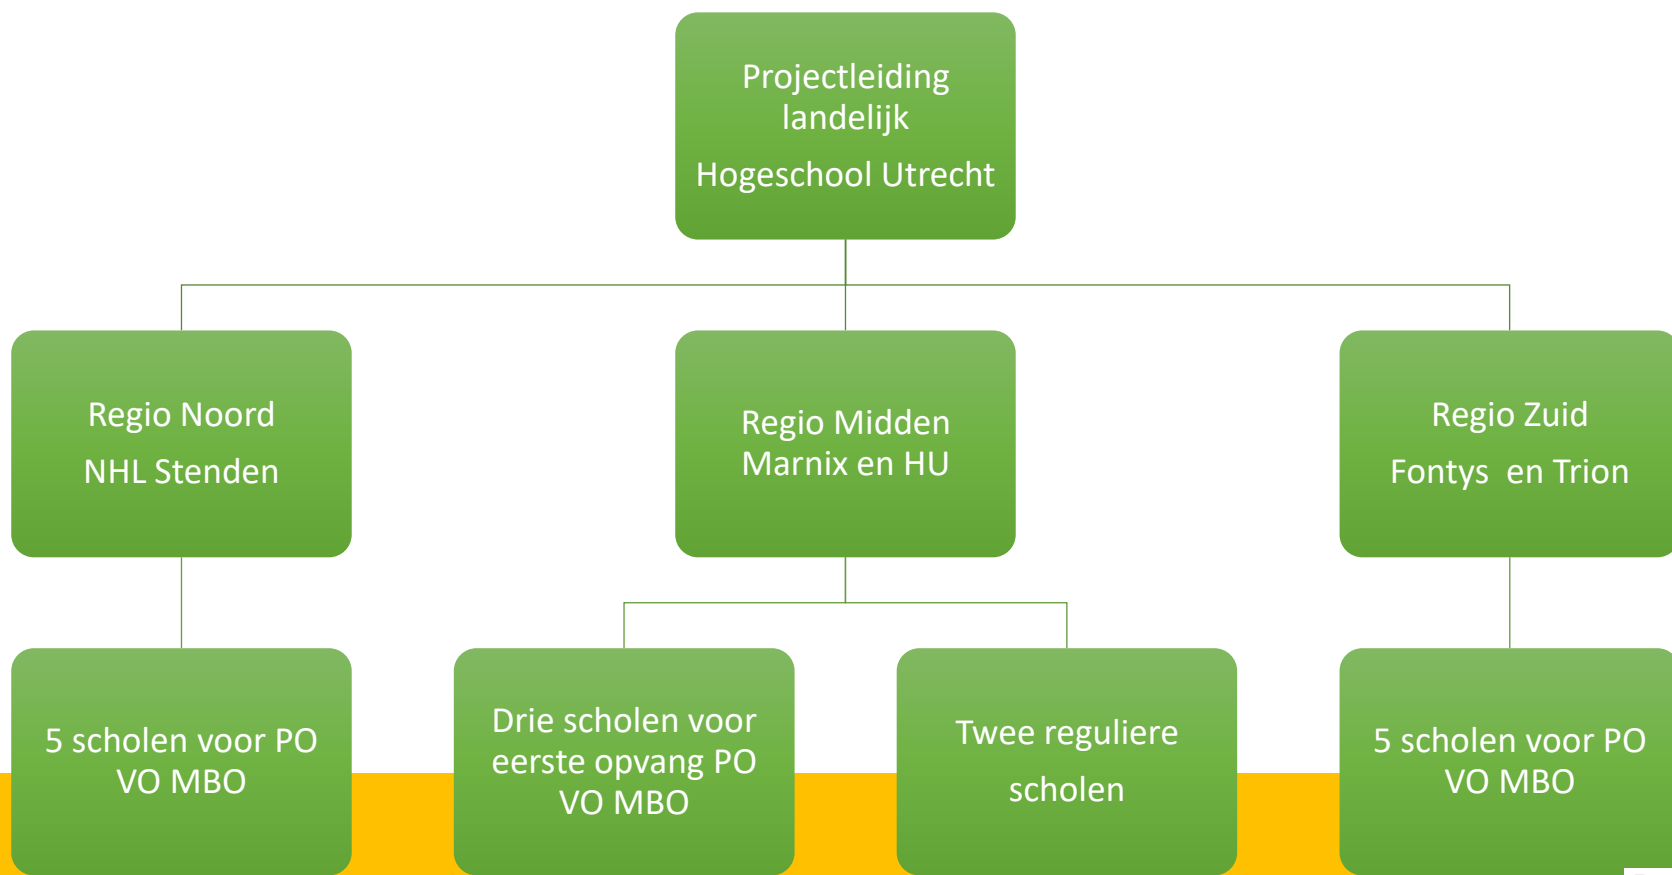 Projectleiding
landelijk
Hogeschool Utrecht
Regio Noord
NHL Stenden
Regio Midden
Marnix en HU
Regio Zuid
Fontys en Trion
5 scholen voor PO
VO MBO
Drie scholen voor
eerste opvang PO
VO MBO
Twee reguliere
scholen
5 scholen voor PO
VO MBO